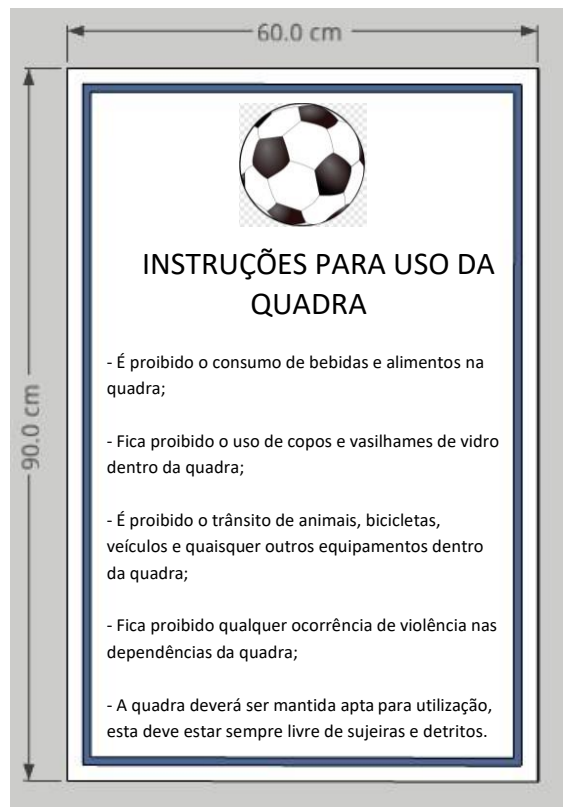 60.0 cm
90.0 cm
INSTRUÇÕES PARA USO DA
QUADRA
- É proibido o consumo de bebidas e alimentos na
quadra;
- Fica proibido o uso de copos e vasilhames de vidro
dentro da quadra;
- É proibido o trânsito de animais, bicicletas,
veículos e quaisquer outros equipamentos dentro
da quadra;
- Fica proibido qualquer ocorrência de violência nas
dependências da quadra;
- A quadra deverá ser mantida apta para utilização,
esta deve estar sempre livre de sujeiras e detritos.